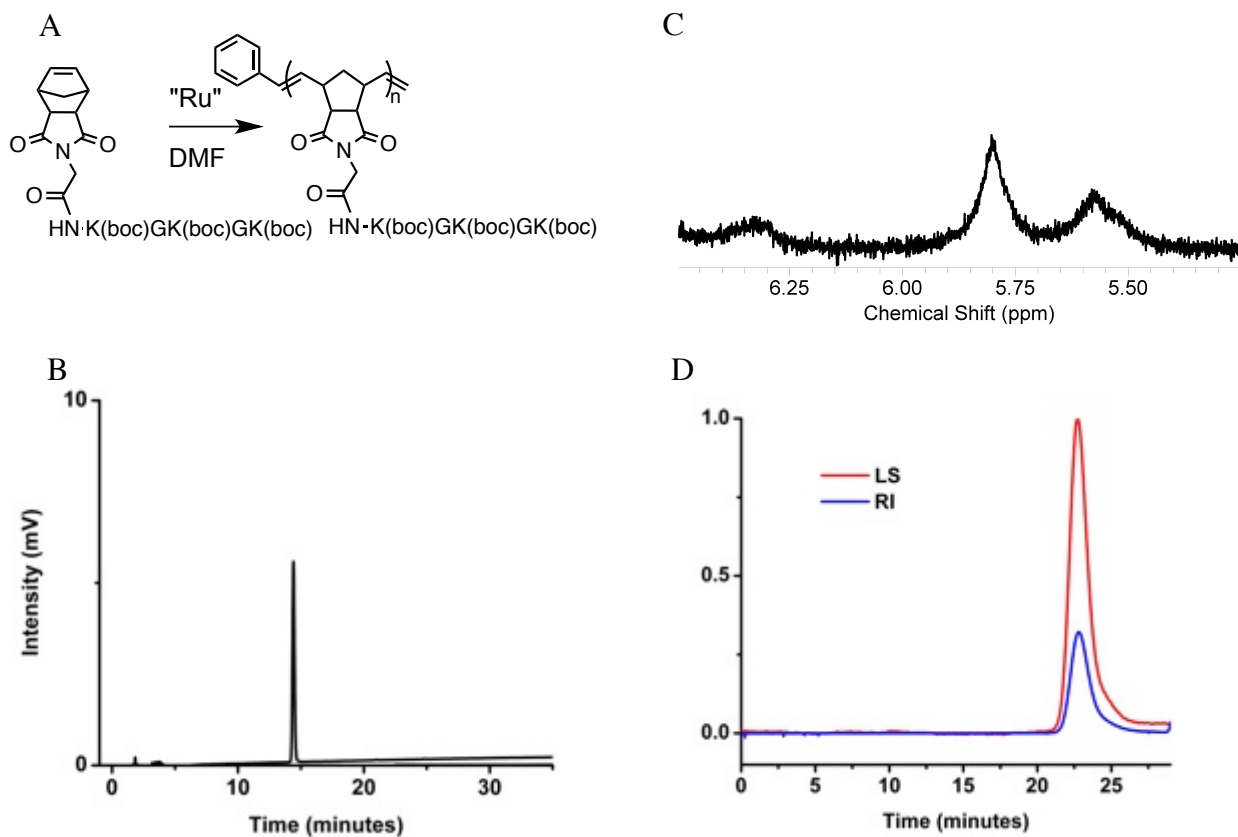 A
"Ru"
DMF
n
O
N
O
O
HN-K(boc)GK(boc)GK(boc)
O
N
O
O
HN-K(boc)GK(boc)GK(boc)
C
6.25
6.00
5.75
5.50
Chemical Shift (ppm)
B
10
0
Intensity (mV)
0
10
20
30
Time (minutes)
D
1.0
0.5
0.0
LS
RI
0
5
10
15
20
25
Time (minutes)